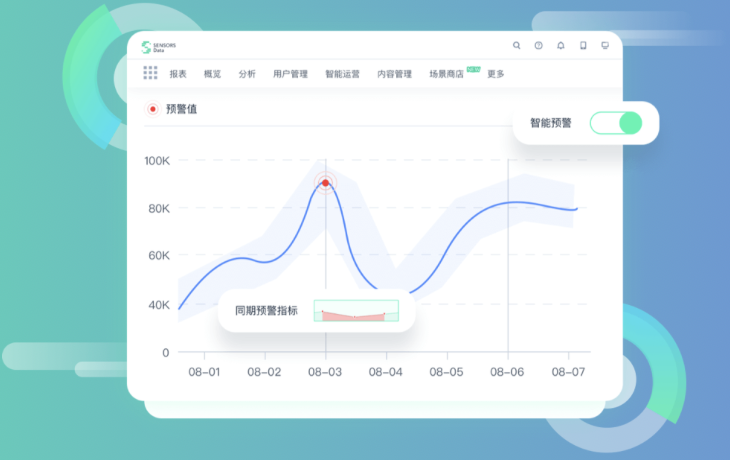 SENSORS
Data
报表 概览 分析 用户管理 智能运营 内容管理 场景商店 更多
预警值
智能预警
100K
80K
60K
40K
0
同期预警指标
08-01 08-02 08-03 08-04 08-05 08-06 08-07